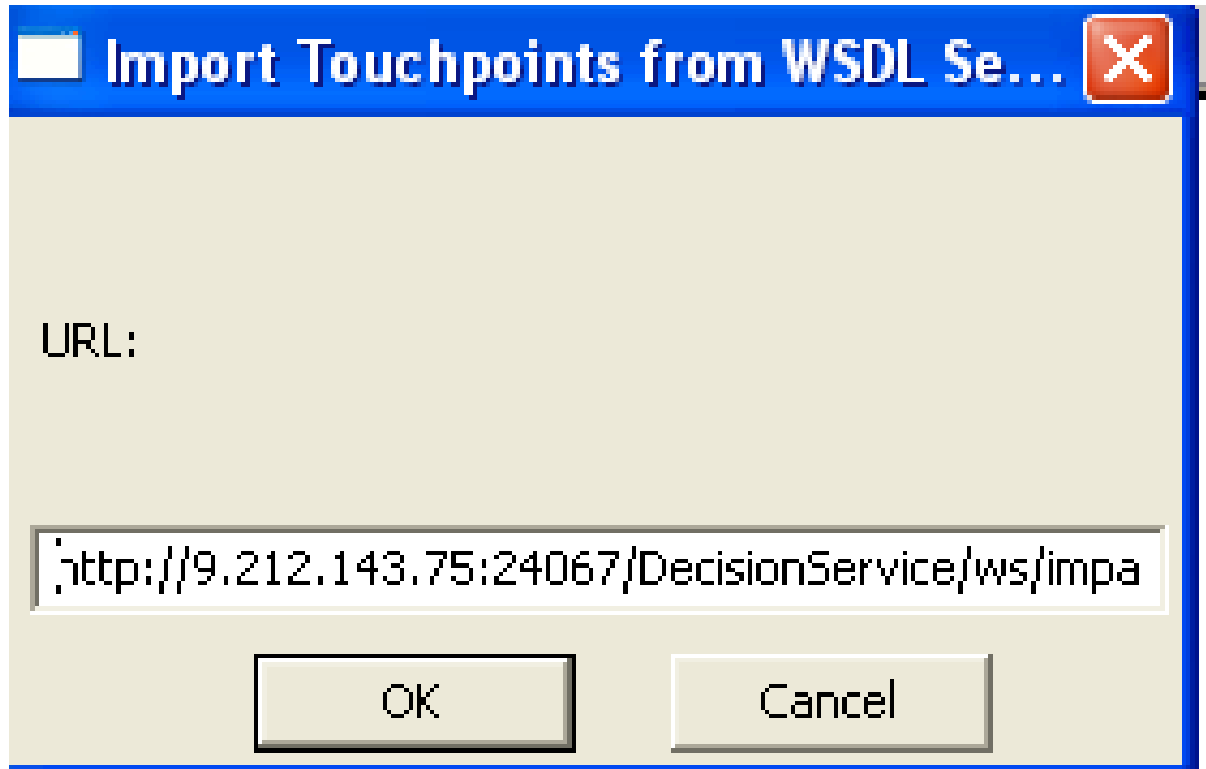 Import Touchpoints from WSDL Se...
URL:
http://9.212.143.75:24067/DecisionService/ws/impa
OK Cancel